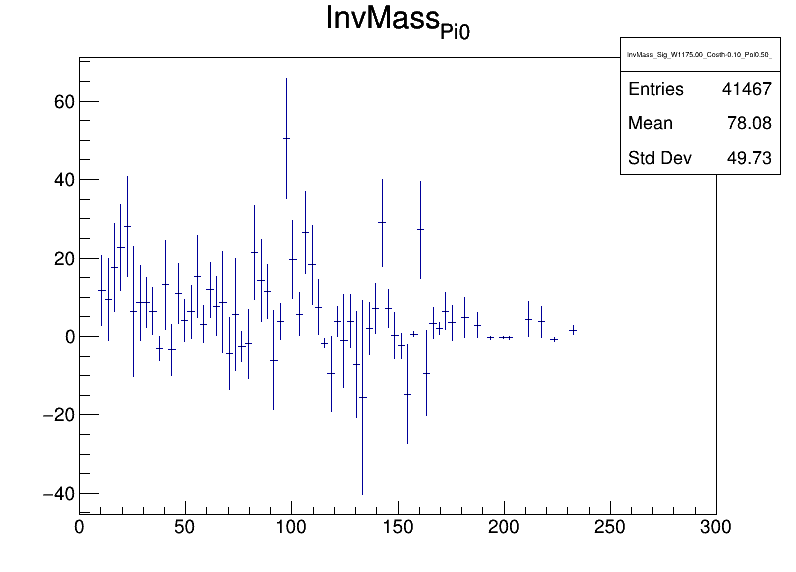 InvMass_Pi0
InvMass_Sig_W1175.00_Costh-0.10_Pol0.50_
Entries 41467
Mean 78.08
Std Dev 49.73
60
40
20
0
−20
−40
0 50 100 150 200 250 300